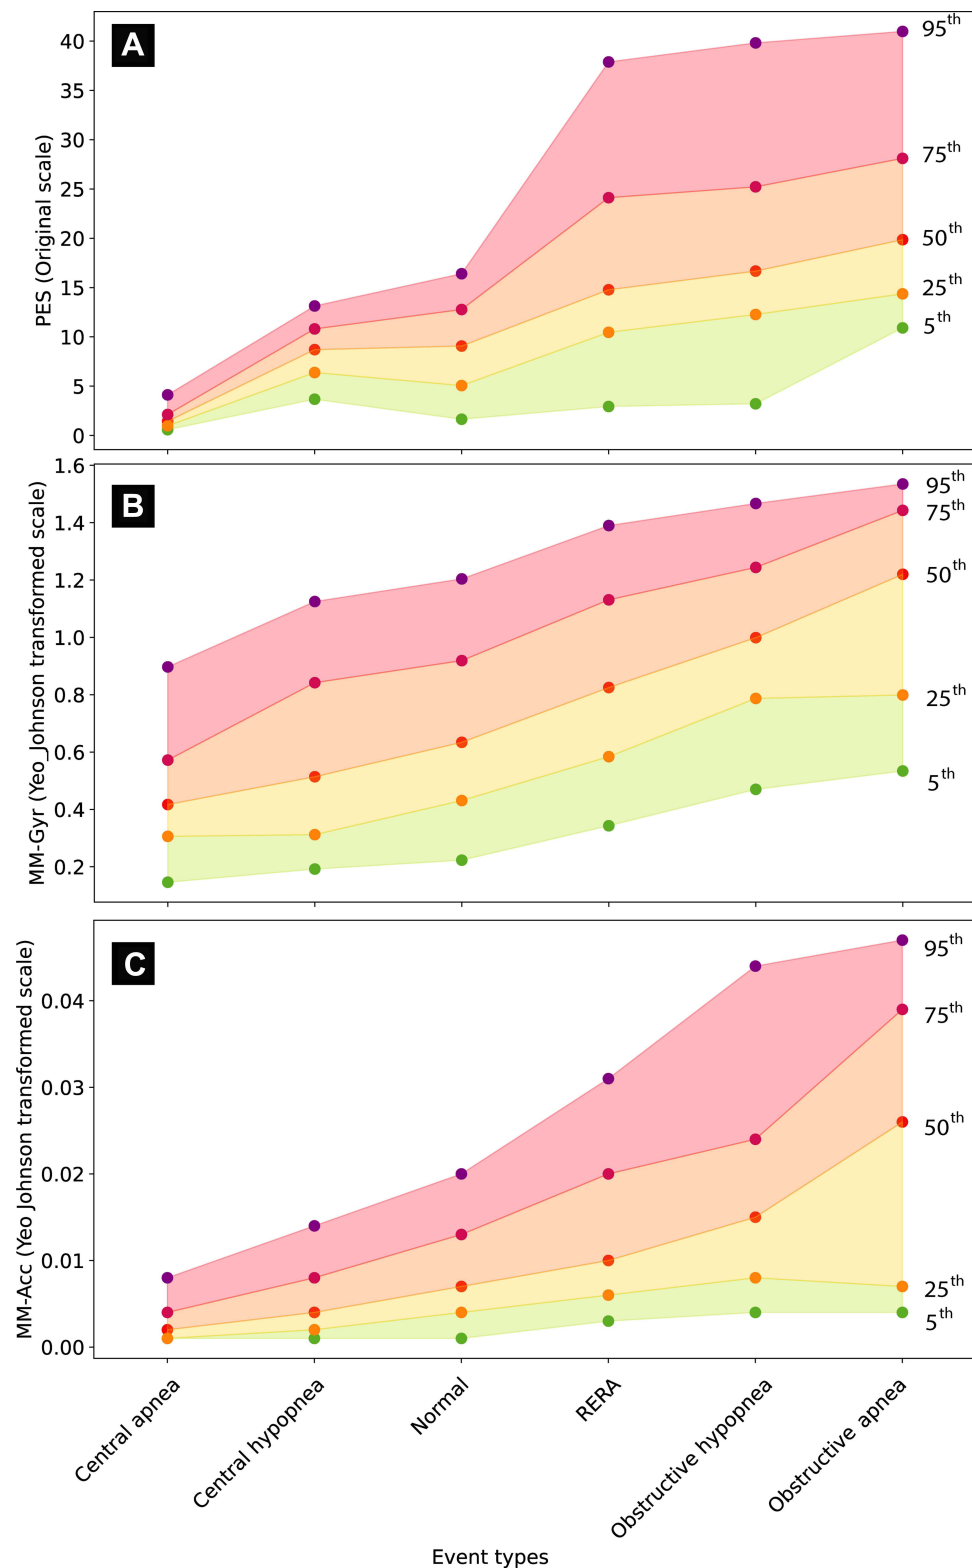 A
PES (Original scale)
40
35
30
25
20
15
10
5
0
95th
75th
50th
25th
5th
B
MM-Gyr (Yeo_Johnson transformed scale)
1.6
1.4
1.2
1.0
0.8
0.6
0.4
0.2
95th
75th
50th
25th
5th
C
MM-Acc (Yeo Johnson transformed scale)
0.04
0.03
0.02
0.01
0.00
95th
75th
50th
25th
5th
Central apnea
Central hypopnea
Normal
RERA
Obstructive hypopnea
Obstructive apnea
Event types